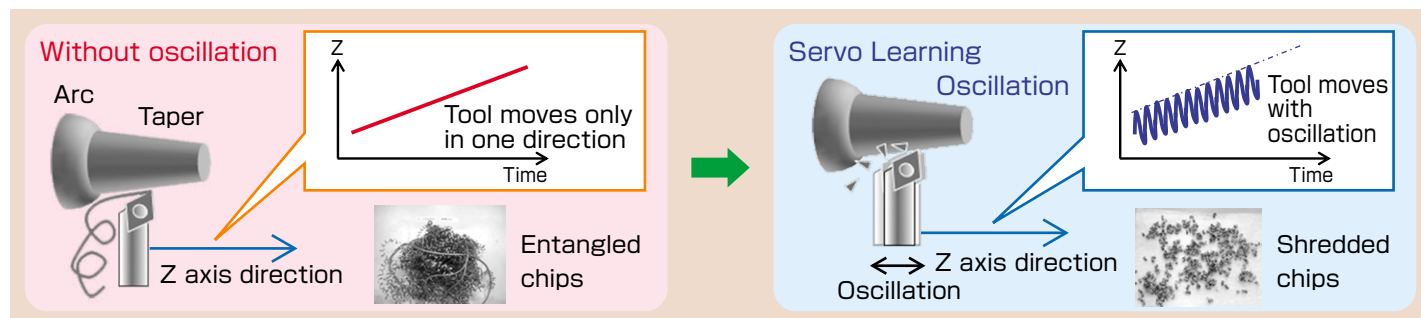 Without oscillation
Arc
Taper
Z
Tool moves only
in one direction
Time
Z axis direction
Entangled
chips
Servo Learning
Oscillation
Z
Tool moves
with
oscillation
Time
Z axis direction
Oscillation
Shredded
chips